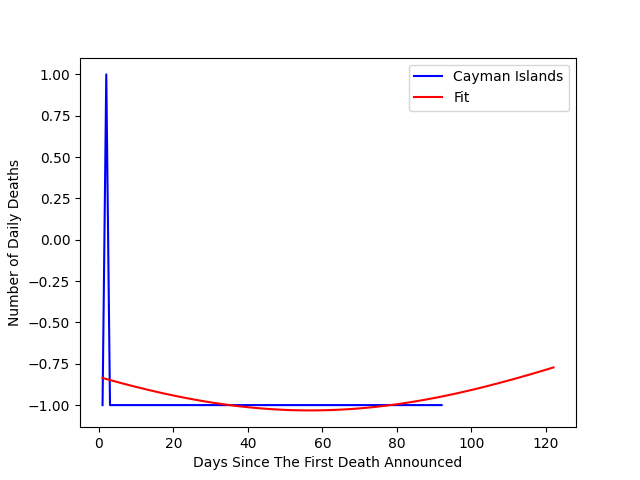 Cayman Islands
Fit
1.00
0.75
0.50
0.25
0.00
−0.25
−0.50
−0.75
−1.00
Number of Daily Deaths
0 20 40 60 80 100 120
Days Since The First Death Announced